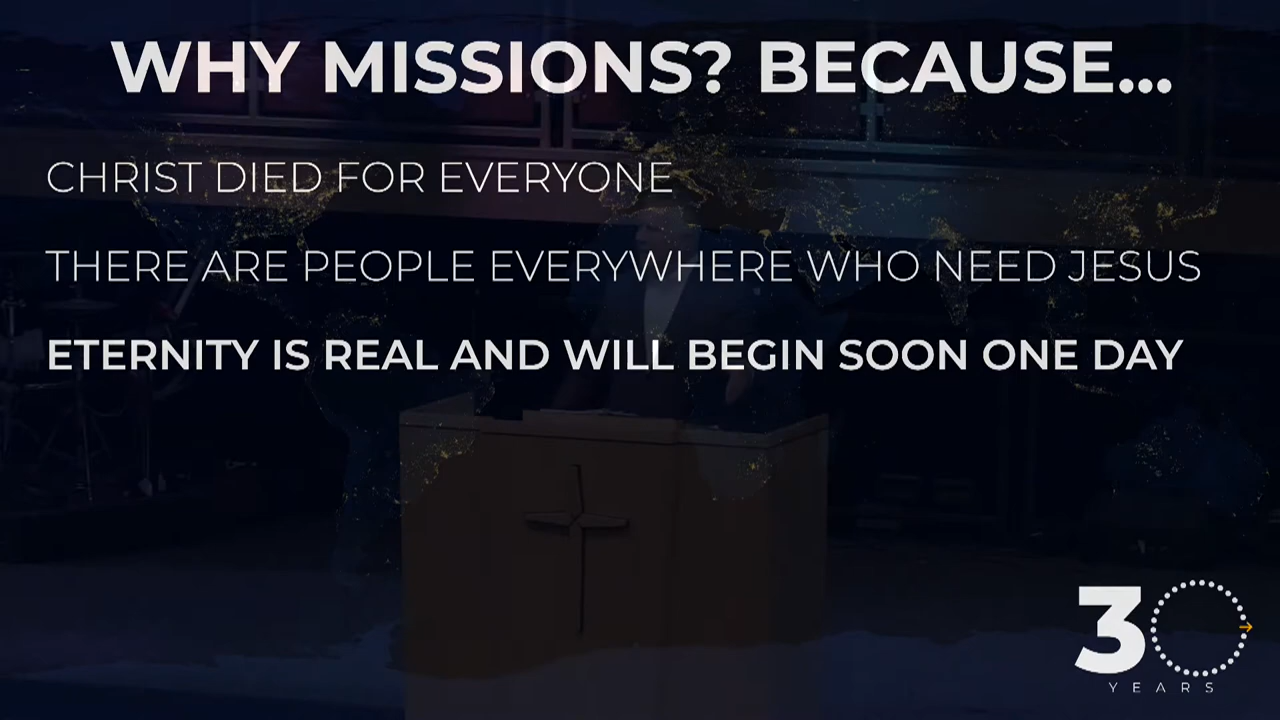 WHY MISSIONS? BECAUSE...
CHRIST DIED FOR EVERYONE
THERE ARE PEOPLE EVERYWHERE WHO NEED JESUS
ETERNITY IS REAL AND WILL BEGIN SOON ONE DAY
30
YEARS